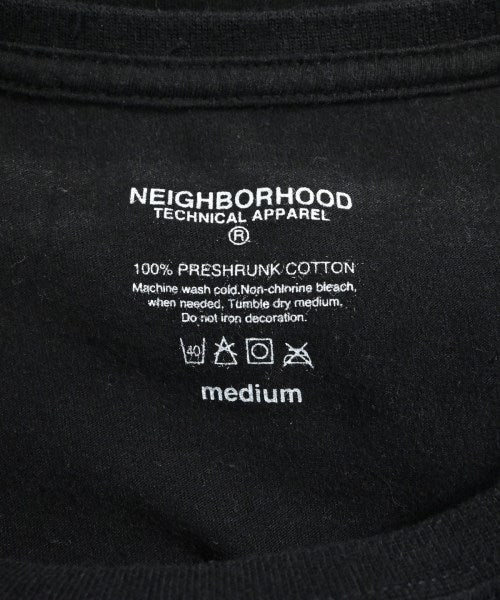 NEIGHBORHOOD
TECHNICAL APPAREL
®
100% PRESHRUNK COTTON
Machine wash cold.Non-chlorine bleach,
when needed. Tumble dry medium.
Do not iron decoration.
40
medium